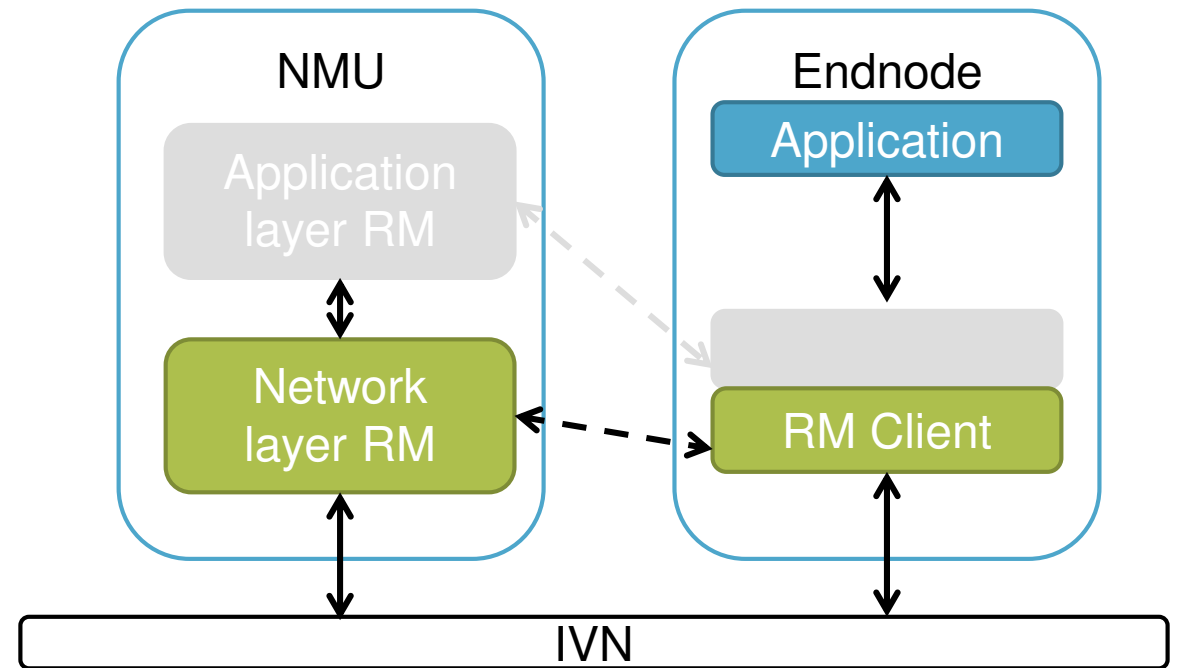 NMU
Application
layer RM
Network
layer RM
Endnode
Application
RM Client
IVN